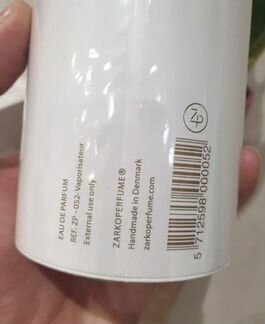 ZP
EAU DE PARFUM
REF. ZP - 052- Vaporisateur
External use only
ZARKOPERFUME®
Handmade in Denmark
zarkoperfume.com
5 712598 000052